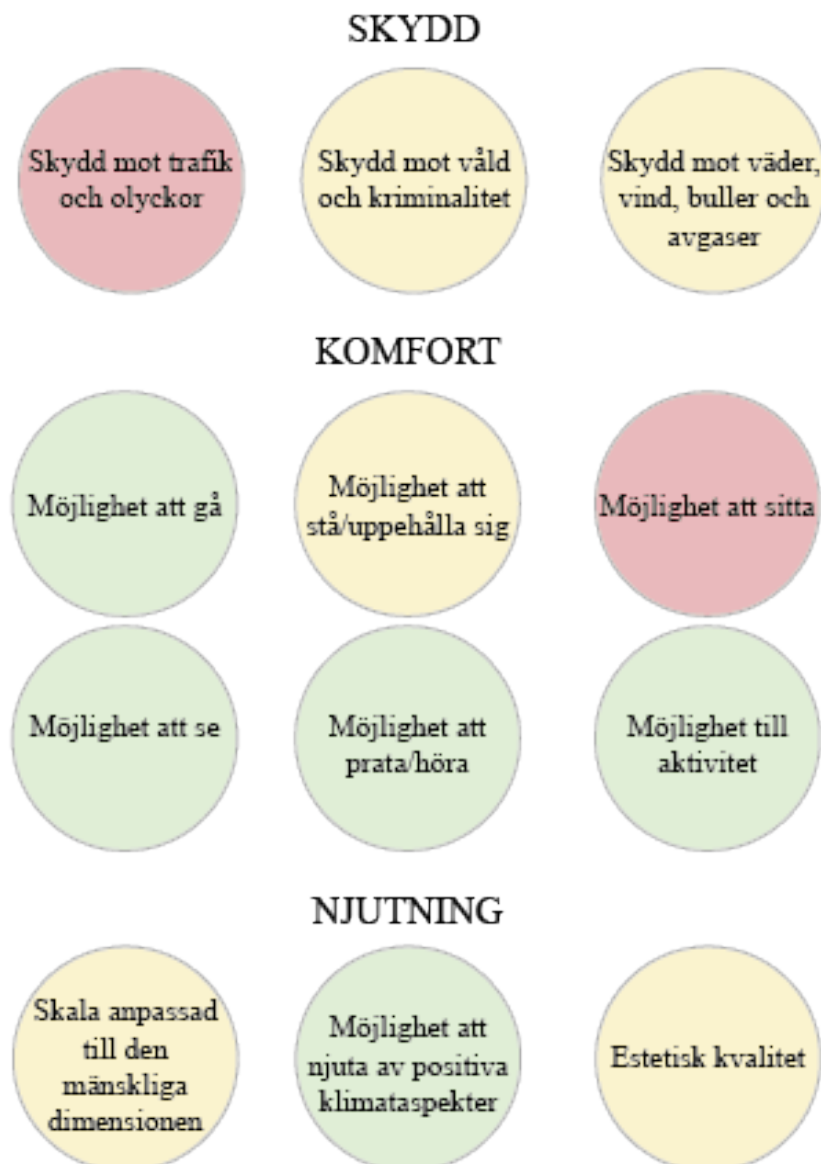 SKYDD
Skydd mot trafik
och olyckor
Skydd mot våld
och kriminalitet
Skydd mot väder,
vind, buller och
avgaser
KOMFORT
Möjlighet att gå
Möjlighet att
stå/uppehålla sig
Möjlighet att sitta
Möjlighet att se
Möjlighet att
prata/höra
Möjlighet till
aktivitet
NJUTNING
Skala anpassad
till den
mänskliga
dimensionen
Möjlighet att
njuta av positiva
klimataspekter
Estetisk kvalitet